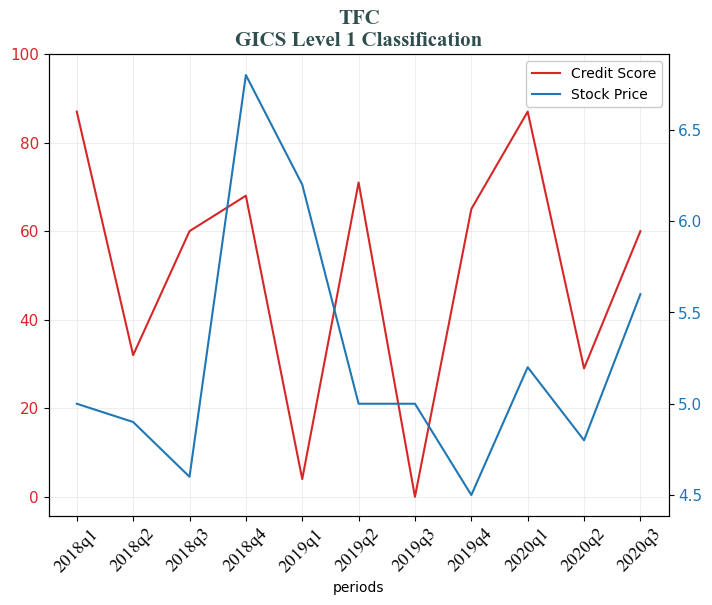 TFC
GICS Level 1 Classification
Credit Score
Stock Price
100
80
60
40
20
0
6.5
6.0
5.5
5.0
4.5
2018q1
2018q2
2018q3
2018q4
2019q1
2019q2
2019q3
2019q4
2020q1
2020q2
2020q3
periods